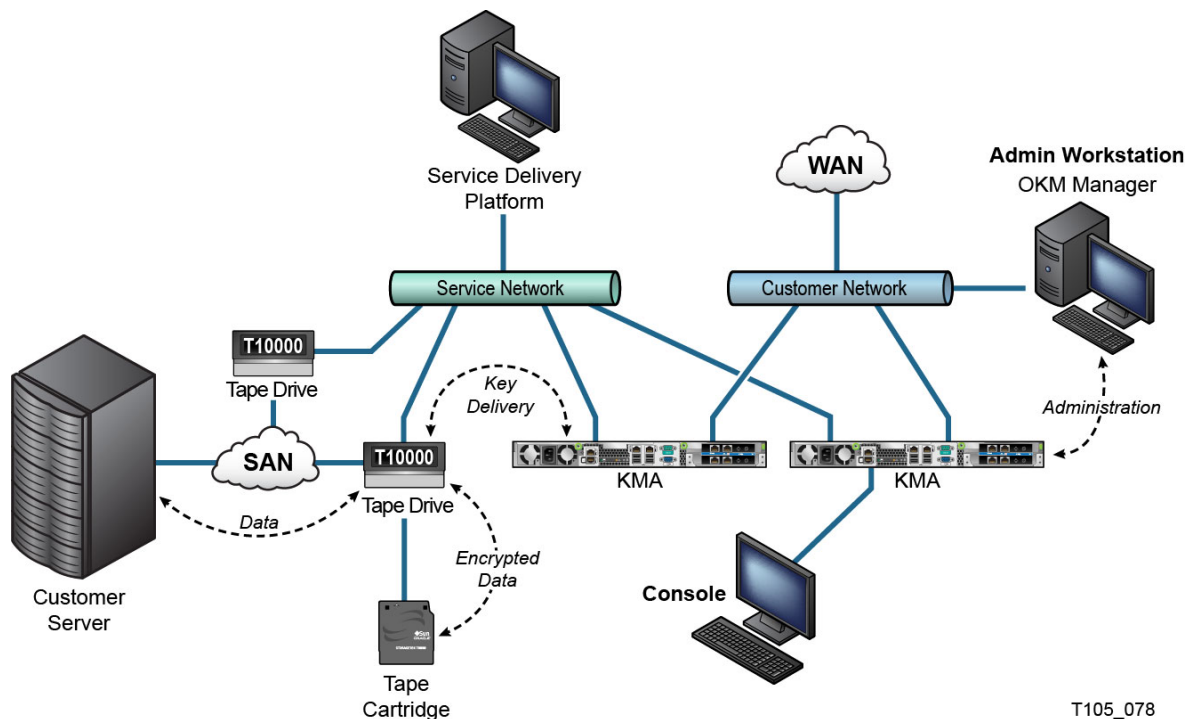 Service Delivery
Platform
WAN
Admin Workstation
OKM Manager
Service Network
Customer Network
T10000
Tape Drive
Key
Delivery
Administration
SAN
T10000
Tape Drive
KMA
KMA
Data
Encrypted
Data
Console
Customer
Server
Sun
Tape
Cartridge
T105_078